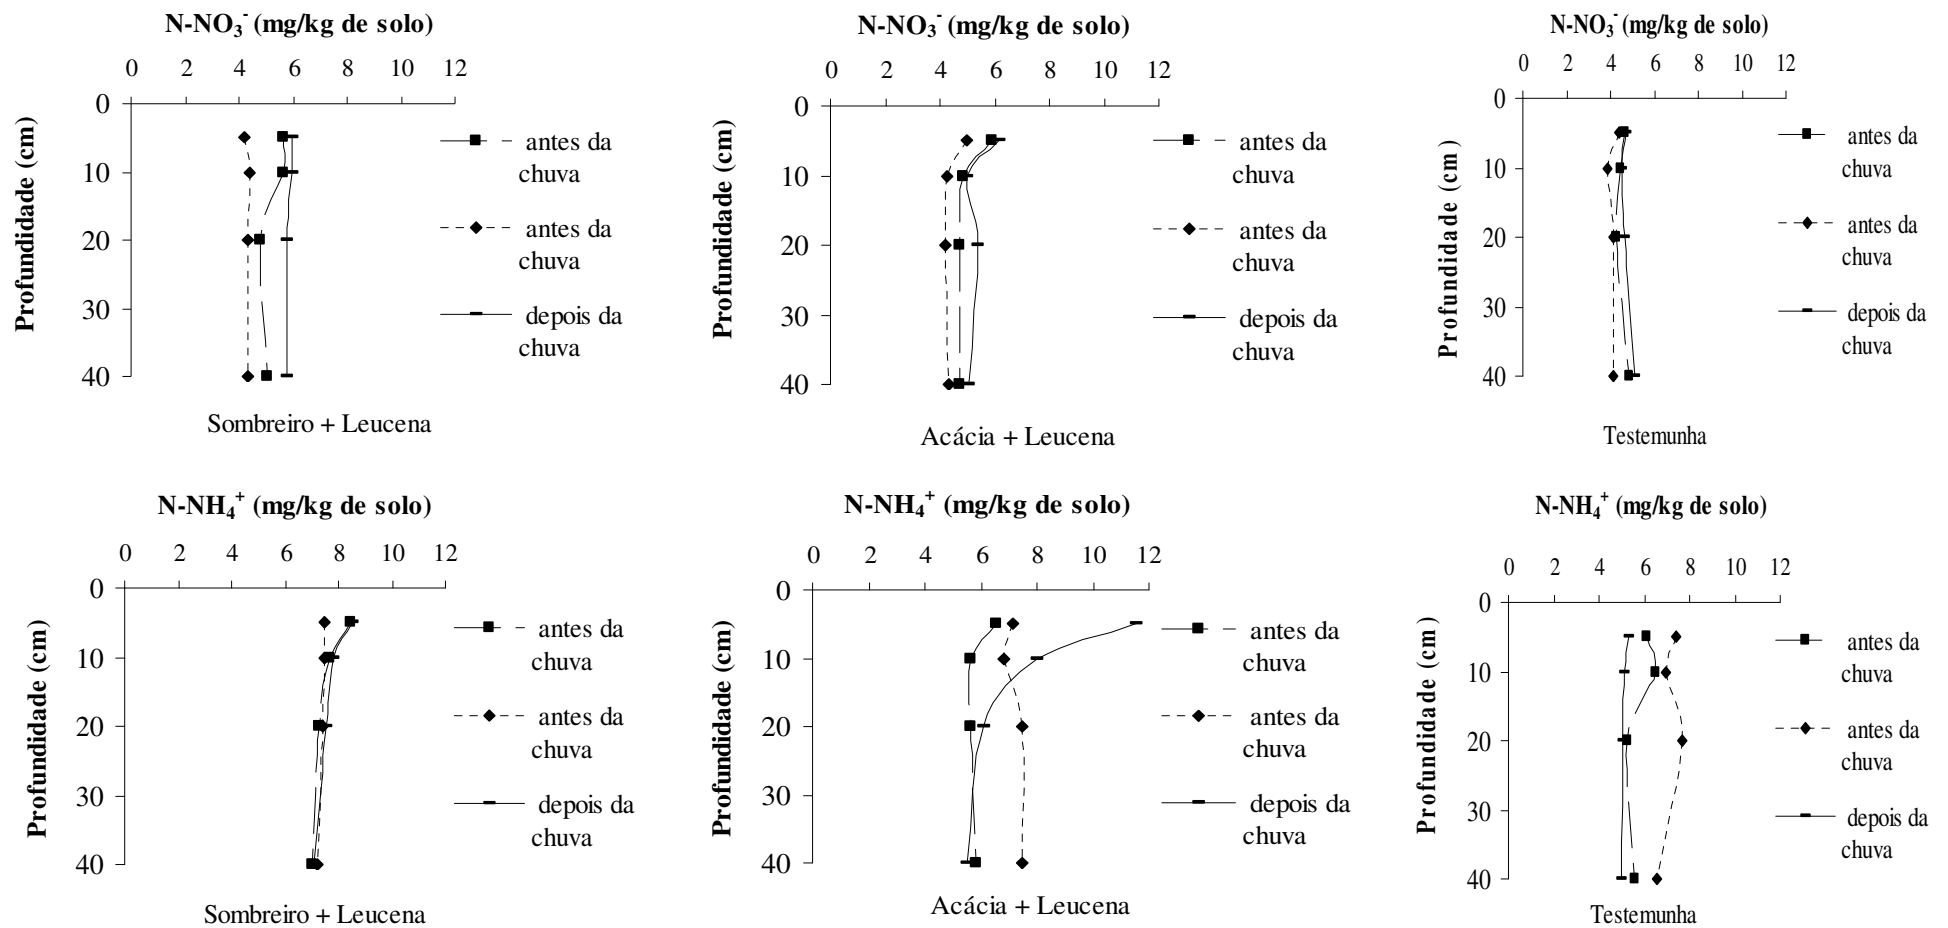 N-NO₃⁻ (mg/kg de solo)
0 2 4 6 8 10 12
Profundidade (cm)
0
10
20
30
40
antes da
chuva
antes da
chuva
depois da
chuva
Sombreiro + Leucena
N-NO₃⁻ (mg/kg de solo)
0 2 4 6 8 10 12
Profundidade (cm)
0
10
20
30
40
antes da
chuva
antes da
chuva
depois da
chuva
Acácia + Leucena
N-NO₃⁻ (mg/kg de solo)
0 2 4 6 8 10 12
Profundidade (cm)
0
10
20
30
40
antes da
chuva
antes da
chuva
depois da
chuva
Testemunha
N-NH₄⁺ (mg/kg de solo)
0 2 4 6 8 10 12
Profundidade (cm)
0
10
20
30
40
antes da
chuva
antes da
chuva
depois da
chuva
Sombreiro + Leucena
N-NH₄⁺ (mg/kg de solo)
0 2 4 6 8 10 12
Profundidade (cm)
0
10
20
30
40
antes da
chuva
antes da
chuva
depois da
chuva
Acácia + Leucena
N-NH₄⁺ (mg/kg de solo)
0 2 4 6 8 10 12
Profundidade (cm)
0
10
20
30
40
antes da
chuva
antes da
chuva
depois da
chuva
Testemunha